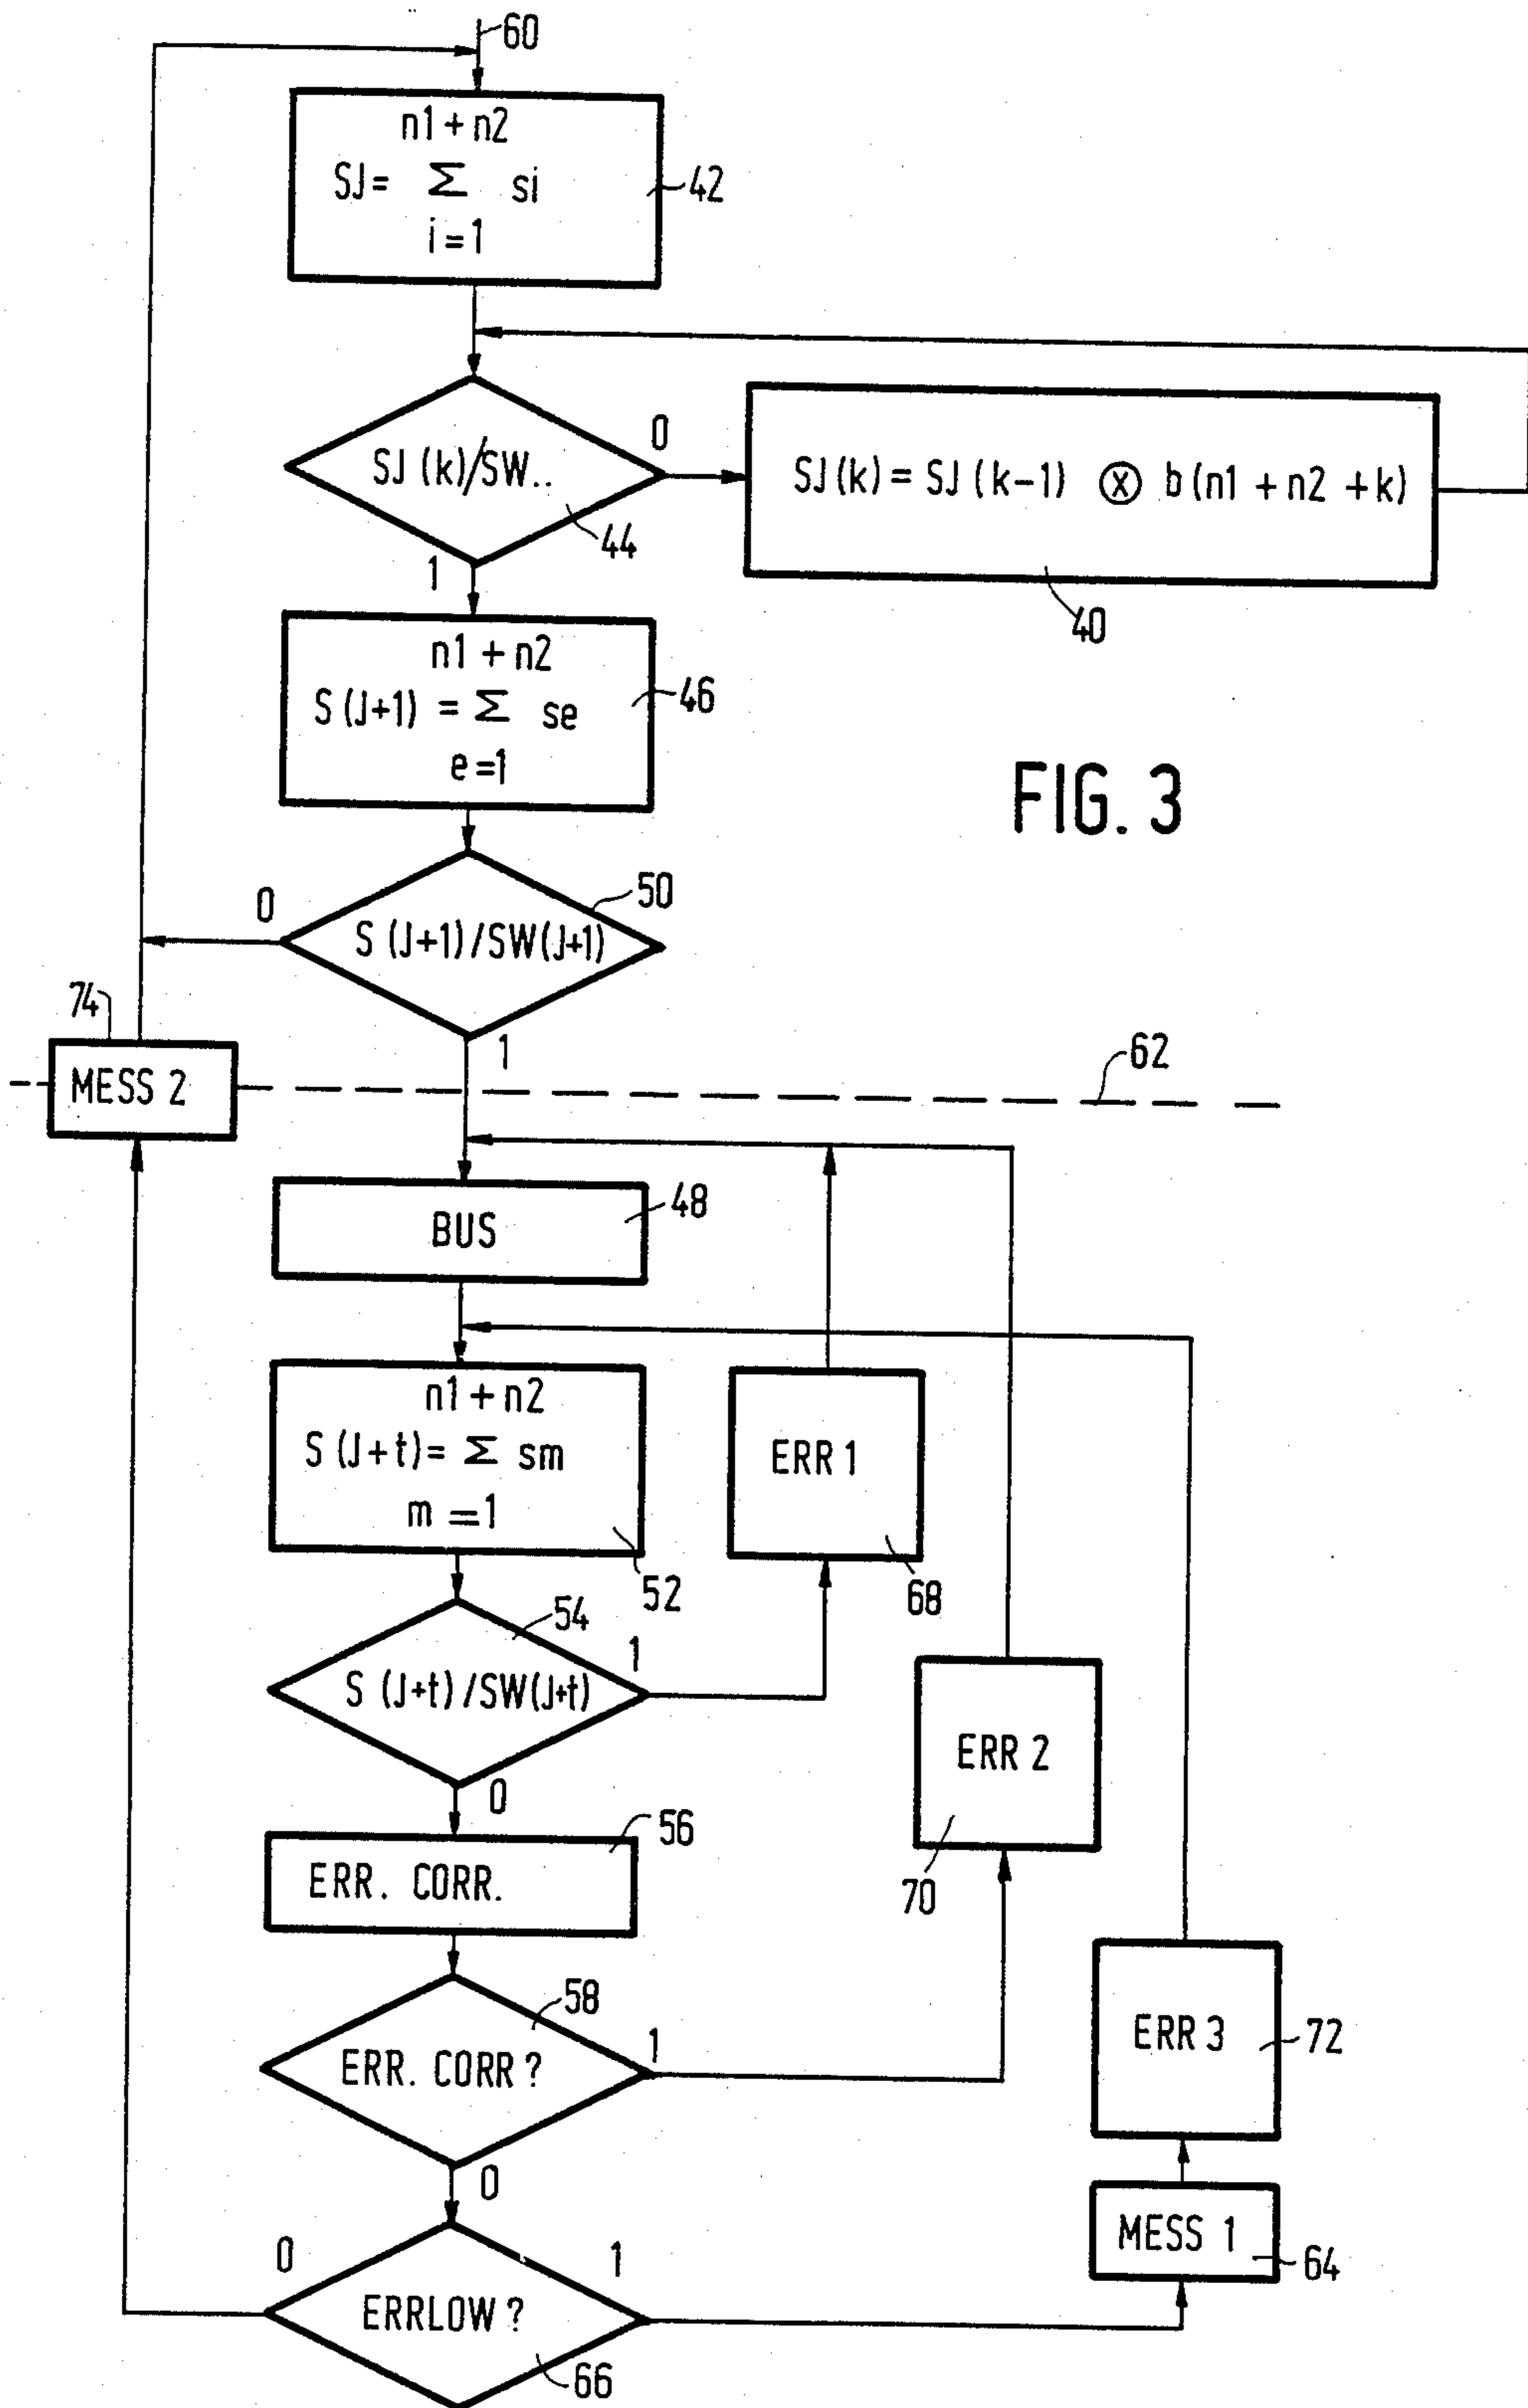 60
n1 + n2
SJ = Σ si
i = 1
42
SJ (k)/SW..
0
44
1
SJ (k) = SJ (k-1) ⓧ b (n1 + n2 + k)
40
n1 + n2
S (J+1) = Σ se
e = 1
46
FIG. 3
0
50
S (J+1) / SW (J+1)
1
74
MESS 2
62
BUS
48
n1 + n2
S (J + t) = Σ sm
m = 1
52
ERR 1
68
54
S (J+t) / SW (J+t)
1
0
ERR 2
70
56
ERR. CORR.
58
ERR. CORR ?
1
0
ERR 3
72
MESS 1
64
0
1
ERRLOW ?
66